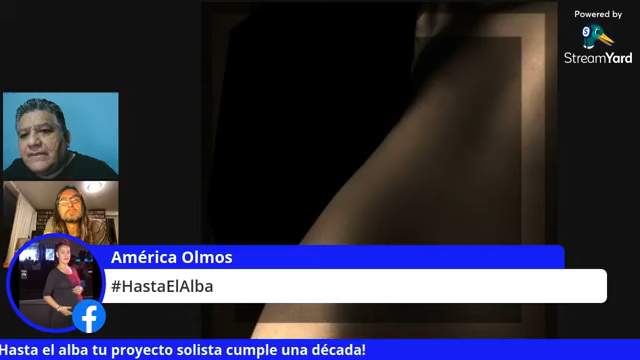 Powered by
StreamYard
América Olmos
#HastaElAlba
Hasta el alba tu proyecto solista cumple una década!